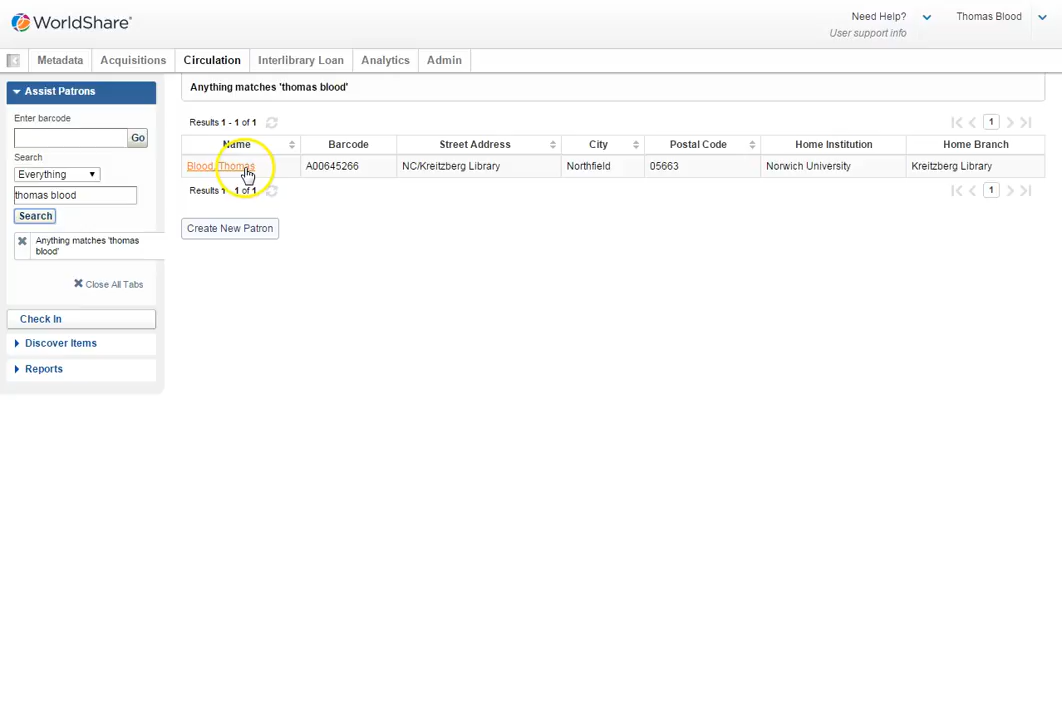 WorldShare®
Need Help?
User support info
Thomas Blood
Metadata
Acquisitions
Circulation
Interlibrary Loan
Analytics
Admin
Assist Patrons
Enter barcode
Go
Search
Everything
thomas blood
Search
Anything matches 'thomas
blood'
Close All Tabs
Check In
Discover Items
Reports
Anything matches 'thomas blood'
Results 1 - 1 of 1
1
Name Barcode Street Address City Postal Code Home Institution Home Branch
Blood, Thomas A00645266 NC/Kreitzberg Library Northfield 05663 Norwich University Kreitzberg Library
Results 1 - 1 of 1
1
Create New Patron